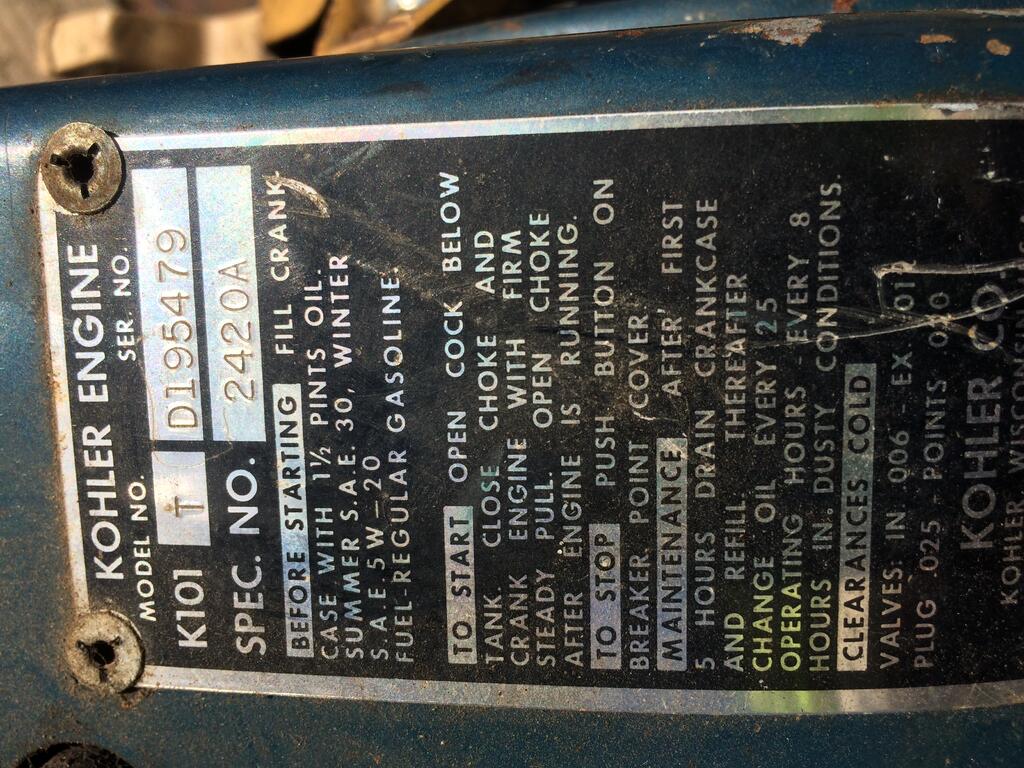 KOHLER ENGINE
MODEL NO. SER. NO.
K101 T D195479
SPEC. NO. 2420A
BEFORE STARTING FILL CRANK-
CASE WITH 1½ PINTS OIL.
SUMMER S.A.E. 30, WINTER
S.A.E. 5W-20
FUEL-REGULAR GASOLINE.
TO START OPEN COCK BELOW
TANK. CLOSE CHOKE AND
CRANK ENGINE WITH FIRM
STEADY PULL. OPEN CHOKE
AFTER ENGINE IS RUNNING.
TO STOP PUSH BUTTON ON
BREAKER POINT COVER.
MAINTENANCE AFTER FIRST
5 HOURS DRAIN CRANKCASE
AND REFILL. THEREAFTER
CHANGE OIL EVERY 25
OPERATING HOURS - EVERY 8
HOURS IN DUSTY CONDITIONS.
CLEARANCES COLD
VALVES: IN .006 - EX
PLUG .025 - POINTS .020
KOHLER CO.
KOHLER, WISCONSIN,